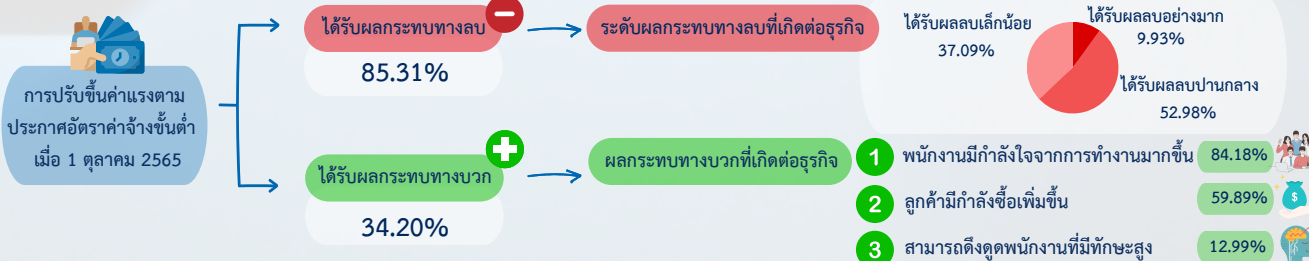 การปรับขึ้นค่าแรงตาม
ประกาศอัตราค่าจ้างขั้นต่ำ
เมื่อ 1 ตุลาคม 2565
ได้รับผลกระทบทางลบ
85.31%
ระดับผลกระทบทางลบที่เกิดต่อธุรกิจ
ได้รับผลลบเล็กน้อย
37.09%
ได้รับผลลบอย่างมาก
9.93%
ได้รับผลลบปานกลาง
52.98%
ได้รับผลกระทบทางบวก
34.20%
ผลกระทบทางบวกที่เกิดต่อธุรกิจ
1 พนักงานมีกำลังใจจากการทำงานมากขึ้น 84.18%
2 ลูกค้ามีกำลังซื้อเพิ่มขึ้น 59.89%
3 สามารถดึงดูดพนักงานที่มีทักษะสูง 12.99%